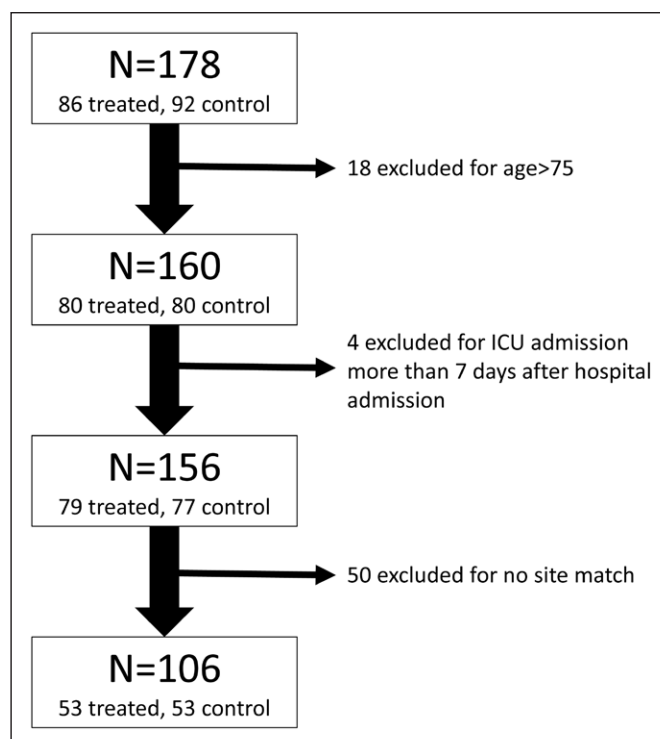 N=178
86 treated, 92 control
18 excluded for age>75
N=160
80 treated, 80 control
4 excluded for ICU admission
more than 7 days after hospital
admission
N=156
79 treated, 77 control
50 excluded for no site match
N=106
53 treated, 53 control